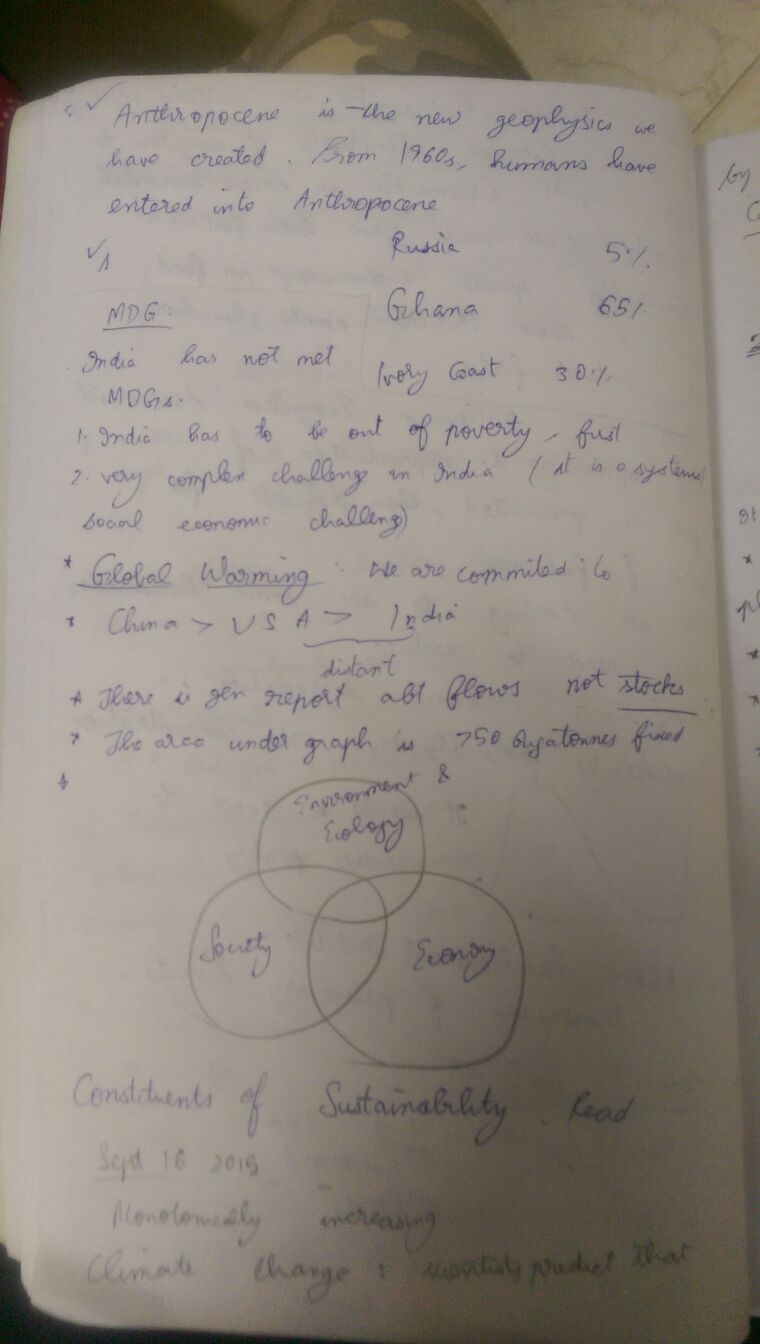 ✓ Anthropocene is the new geophysics we
have created. From 1960s, humans have
entered into Anthropocene
Russia 5%
MDG: Ghana 65%
India has not met
MDGs.
Ivory Coast 30%
1. India has to be out of poverty, first
2. very complex challenge in India (it is a systems/
social economic challenge)
* Global Warming : We are commited to
* China > USA > India
distant
* There is gen report abt flows not stocks
* The area under graph is 750 gigatonnes fixed
Environment &
Ecology
Society Economy
Constituents of Sustainability. Read
Sept 16 2015
Monotonically increasing
Climate Change : scientists predict that